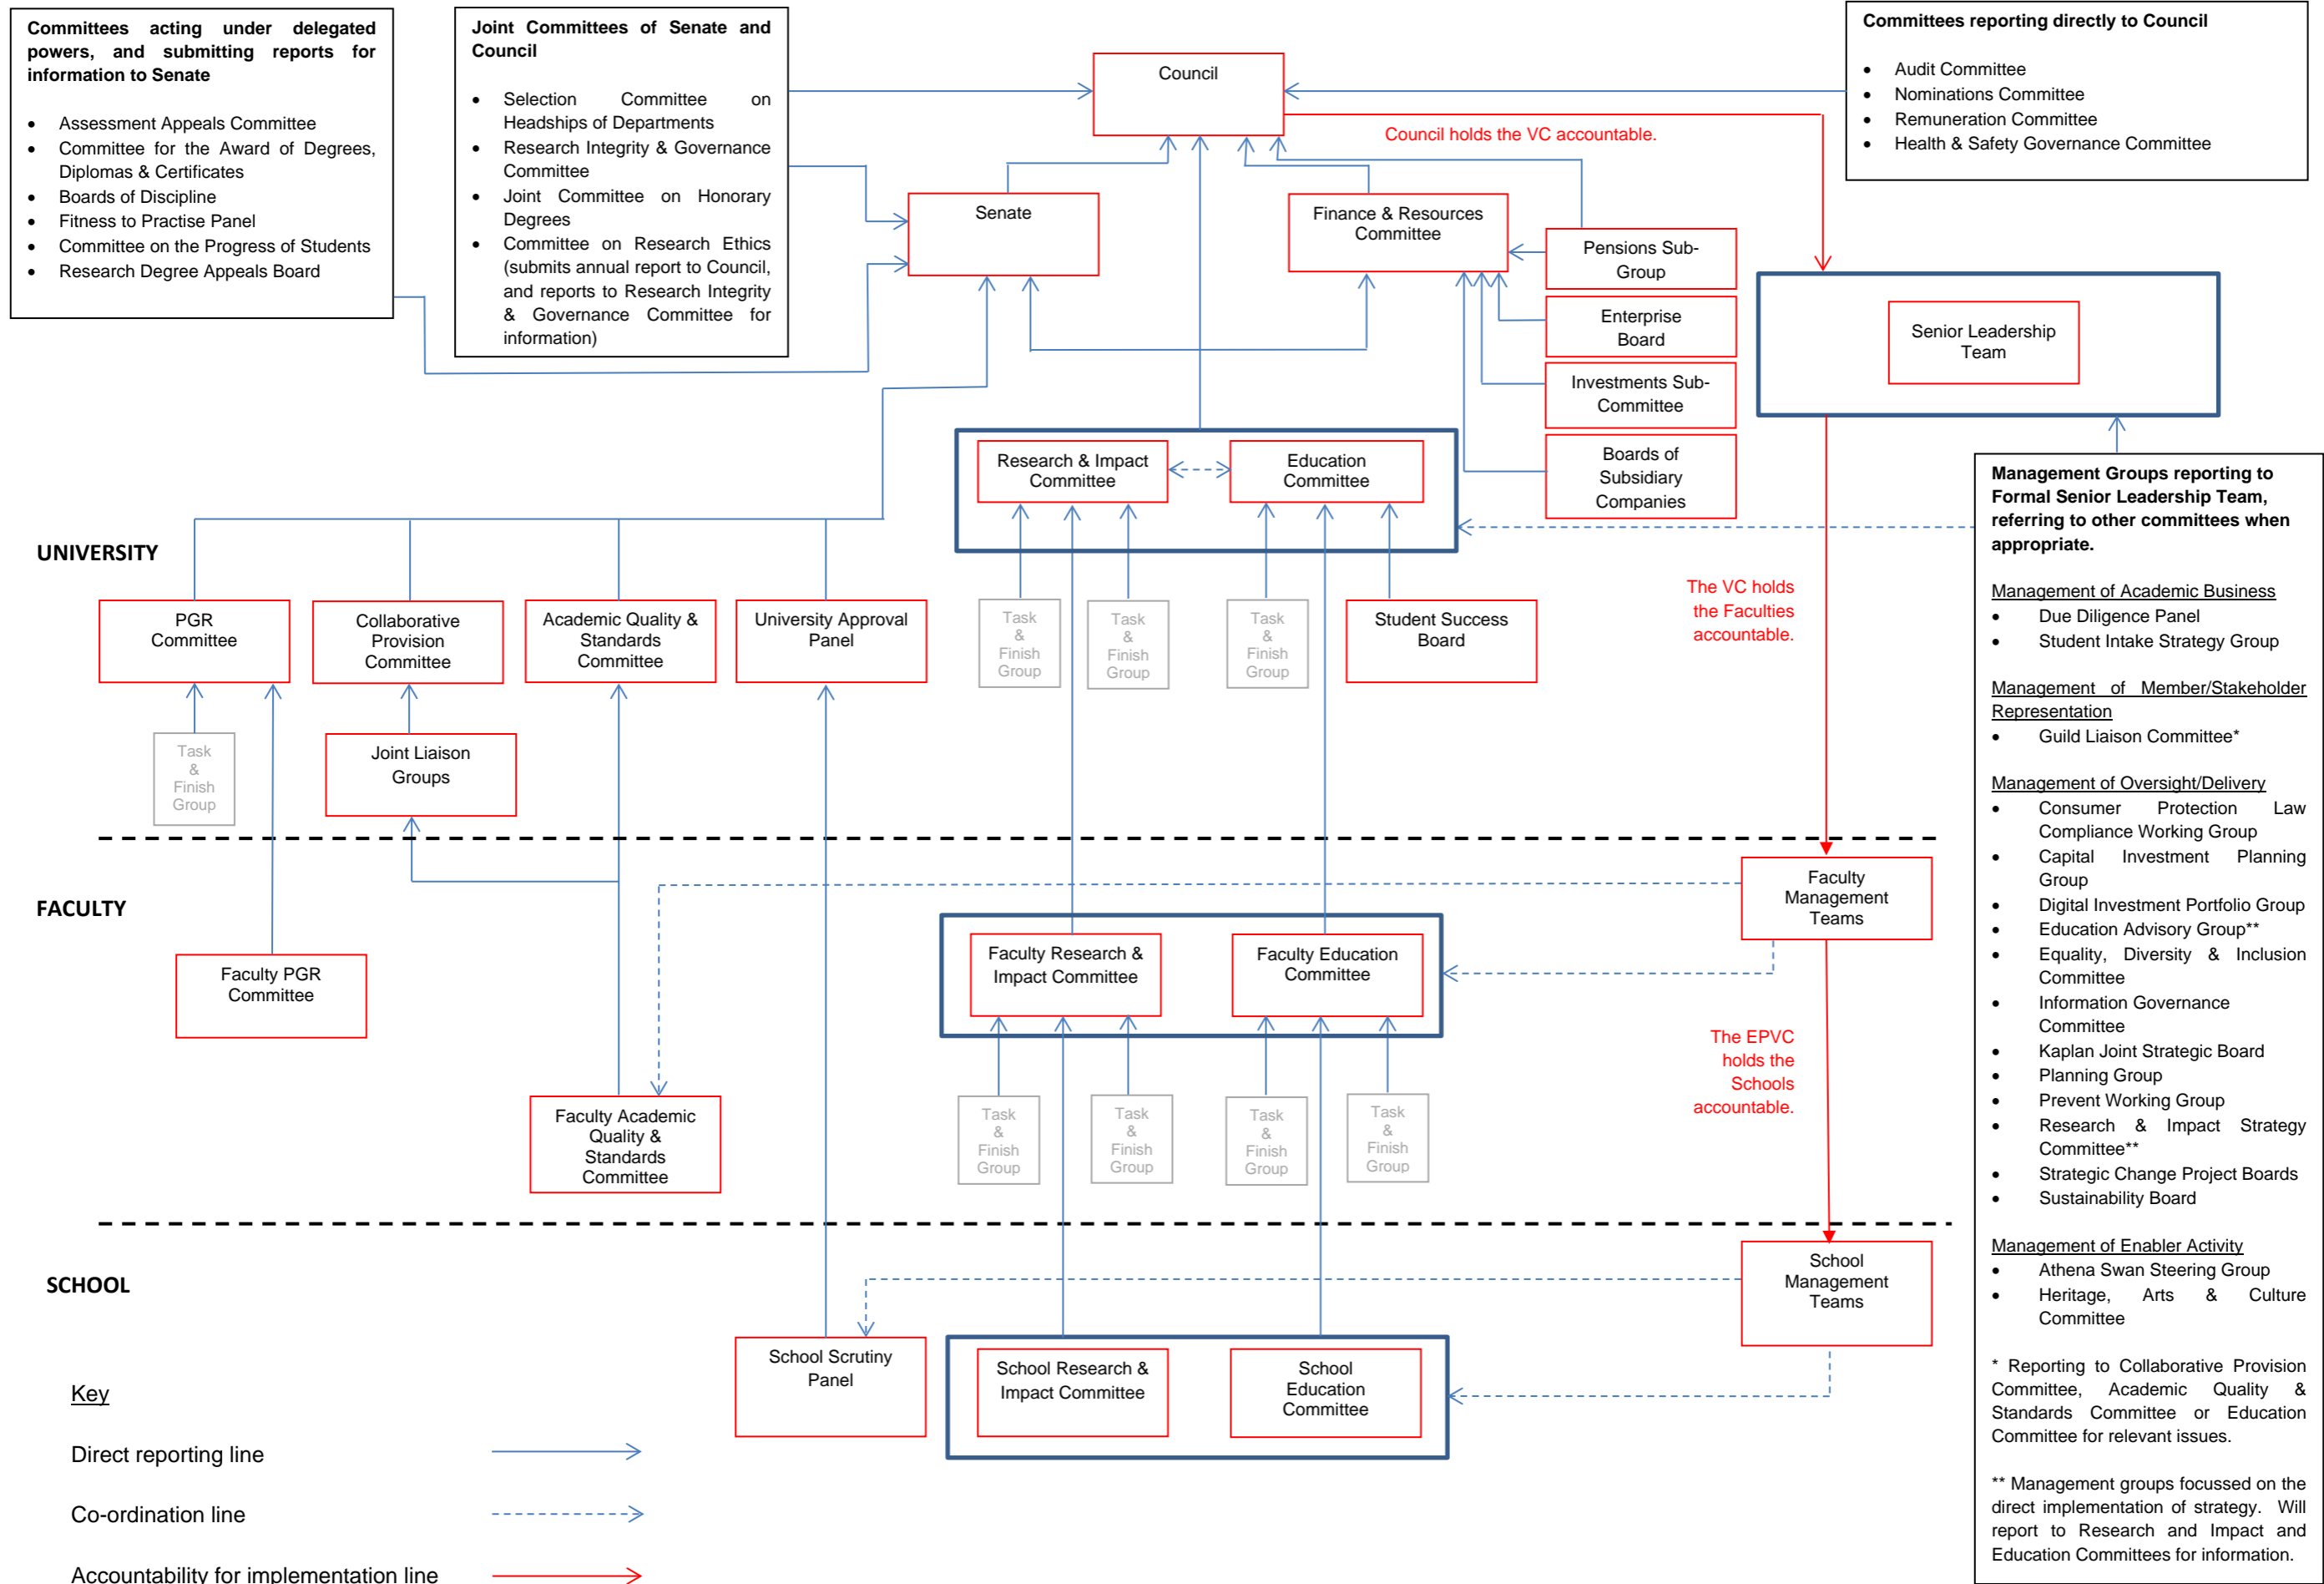 Committees acting under delegated
powers, and submitting reports for
information to Senate
• Assessment Appeals Committee
• Committee for the Award of Degrees,
Diplomas & Certificates
• Boards of Discipline
• Fitness to Practise Panel
• Committee on the Progress of Students
• Research Degree Appeals Board
Joint Committees of Senate and
Council
• Selection Committee on
Headships of Departments
• Research Integrity & Governance
Committee
• Joint Committee on Honorary
Degrees
• Committee on Research Ethics
(submits annual report to Council,
and reports to Research Integrity
& Governance Committee for
information)
Council
Committees reporting directly to Council
• Audit Committee
• Nominations Committee
• Remuneration Committee
• Health & Safety Governance Committee
Council holds the VC accountable.
Senate
Finance & Resources
Committee
Pensions Sub-
Group
Enterprise
Board
Investments Sub-
Committee
Boards of
Subsidiary
Companies
Senior Leadership
Team
Research & Impact
Committee
Education
Committee
UNIVERSITY
PGR
Committee
Collaborative
Provision
Committee
Academic Quality &
Standards
Committee
University Approval
Panel
Task
&
Finish
Group
Task
&
Finish
Group
Task
&
Finish
Group
Student Success
Board
The VC holds
the Faculties
accountable.
Task
&
Finish
Group
Joint Liaison
Groups
FACULTY
Faculty PGR
Committee
Faculty Academic
Quality &
Standards
Committee
Faculty Research &
Impact Committee
Faculty Education
Committee
Faculty
Management
Teams
Task
&
Finish
Group
Task
&
Finish
Group
Task
&
Finish
Group
Task
&
Finish
Group
The EPVC
holds the
Schools
accountable.
SCHOOL
School Scrutiny
Panel
School Research &
Impact Committee
School
Education
Committee
School
Management
Teams
Management Groups reporting to
Formal Senior Leadership Team,
referring to other committees when
appropriate.
Management of Academic Business
• Due Diligence Panel
• Student Intake Strategy Group
Management of Member/Stakeholder
Representation
• Guild Liaison Committee*
Management of Oversight/Delivery
• Consumer Protection Law
Compliance Working Group
• Capital Investment Planning
Group
• Digital Investment Portfolio Group
• Education Advisory Group**
• Equality, Diversity & Inclusion
Committee
• Information Governance
Committee
• Kaplan Joint Strategic Board
• Planning Group
• Prevent Working Group
• Research & Impact Strategy
Committee**
• Strategic Change Project Boards
• Sustainability Board
Management of Enabler Activity
• Athena Swan Steering Group
• Heritage, Arts & Culture
Committee
* Reporting to Collaborative Provision
Committee, Academic Quality &
Standards Committee or Education
Committee for relevant issues.
** Management groups focussed on the
direct implementation of strategy. Will
report to Research and Impact and
Education Committees for information.
Key
Direct reporting line
Co-ordination line
Accountability for implementation line